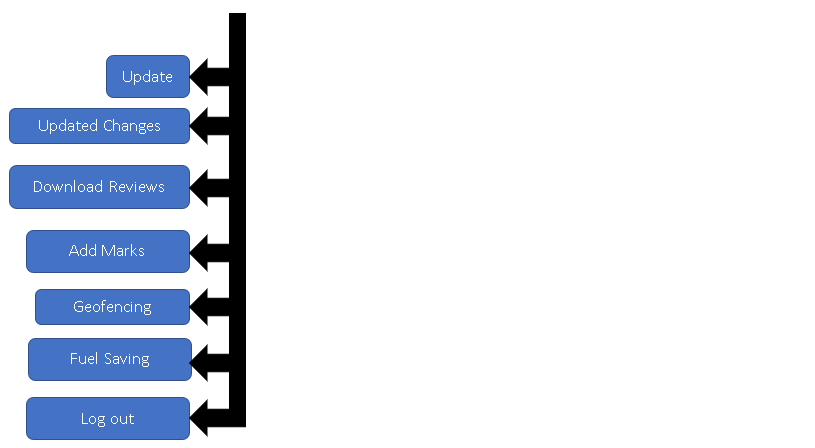 Update
Updated Changes
Download Reviews
Add Marks
Geofencing
Fuel Saving
Log out